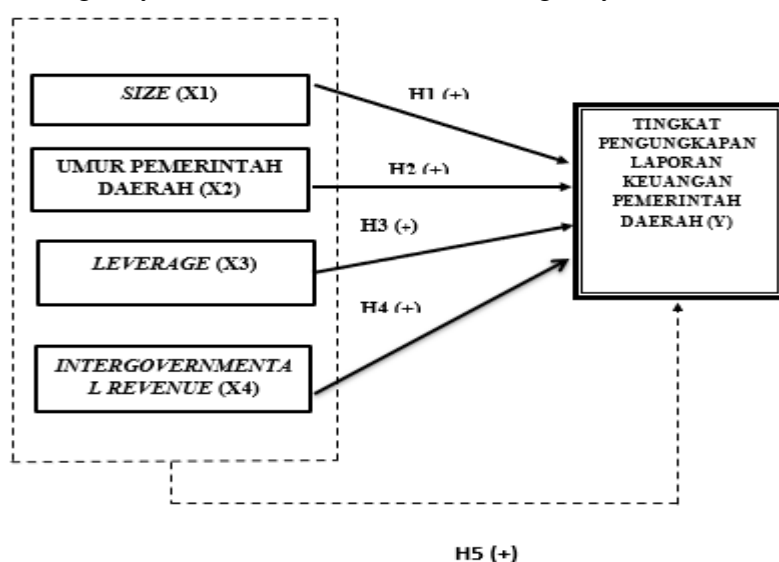 SIZE (X1)
H1 (+)
UMUR PEMERINTAH
DAERAH (X2)
H2 (+)
LEVERAGE (X3)
H3 (+)
H4 (+)
INTERGOVERNMENTA
L REVENUE (X4)
TINGKAT
PENGUNGKAPAN
LAPORAN
KEUANGAN
PEMERINTAH
DAERAH (Y)
H5 (+)